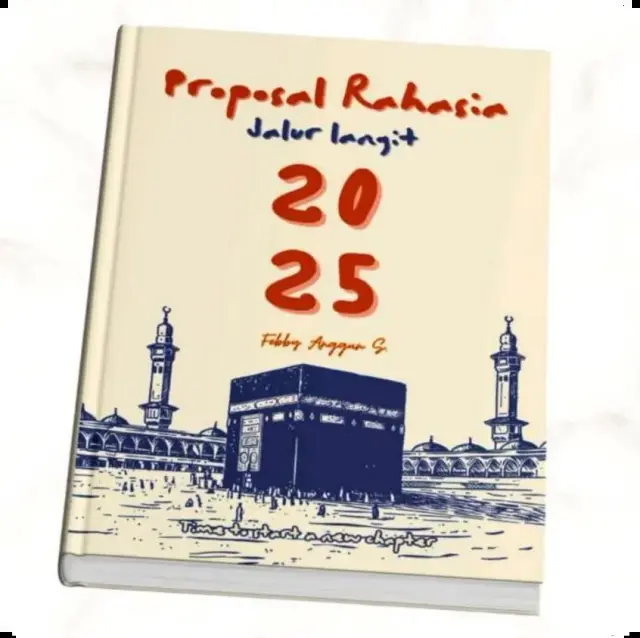 Proposal Rahasia
Jalur langit
20
25
Febby Anggun S.
Time to start a new chapter